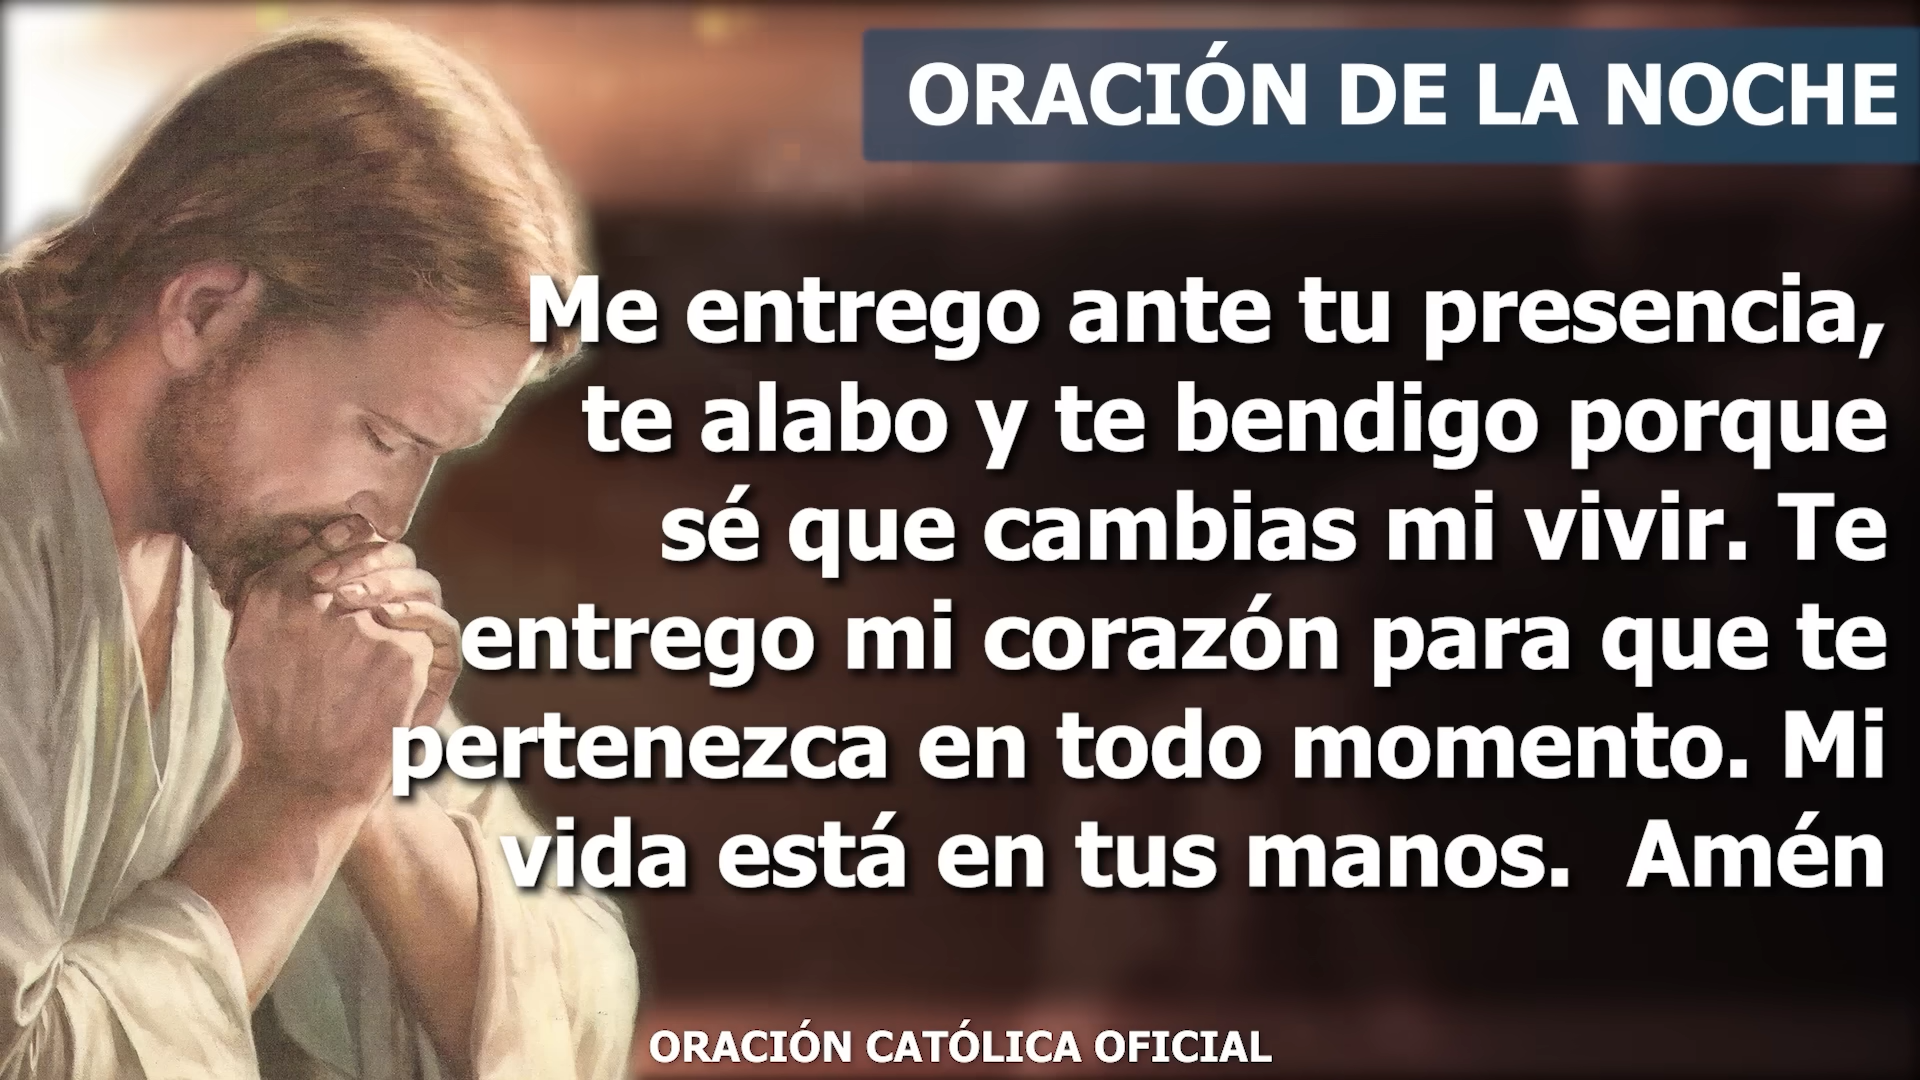 ORACIÓN DE LA NOCHE
Me entrego ante tu presencia,
te alabo y te bendigo porque
sé que cambias mi vivir. Te
entrego mi corazón para que te
pertenezca en todo momento. Mi
vida está en tus manos.  Amén
ORACIÓN CATÓLICA OFICIAL